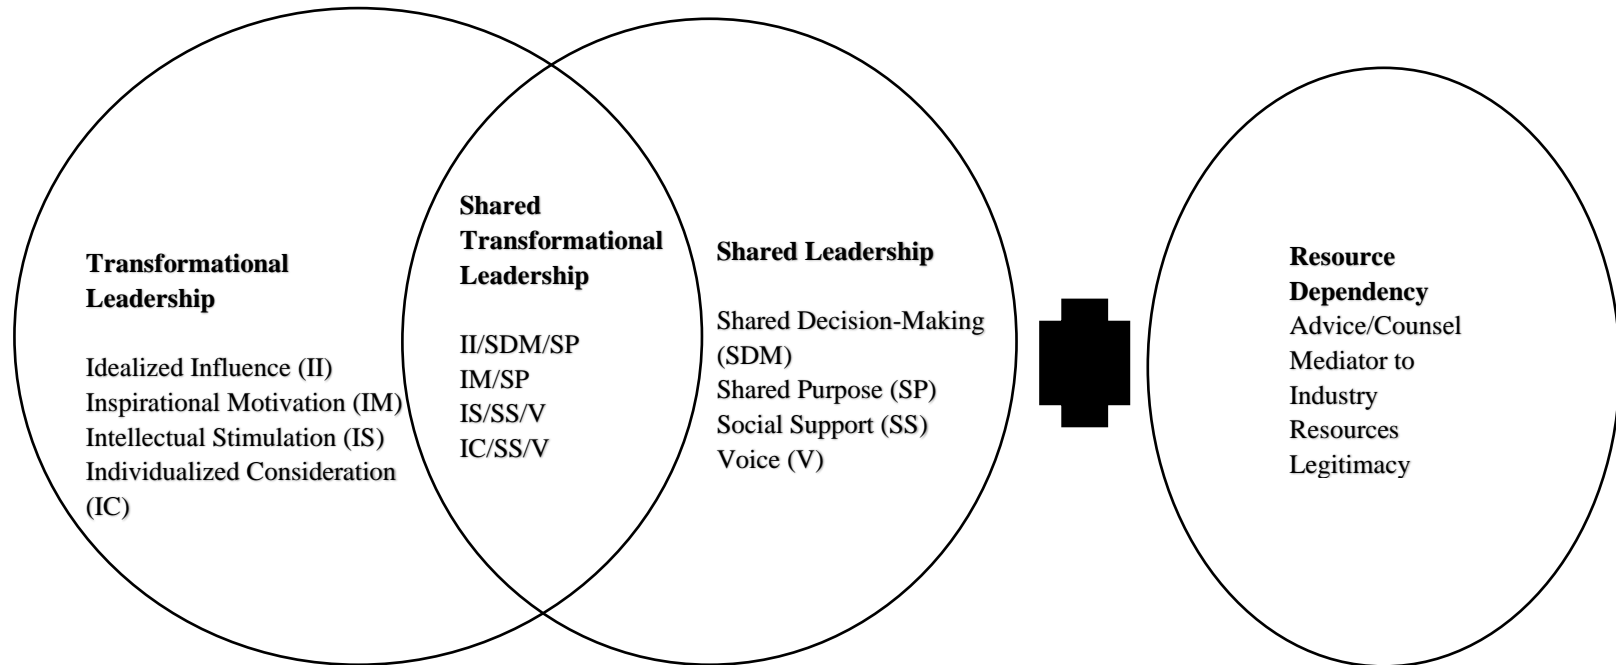 Transformational
Leadership
Idealized Influence (II)
Inspirational Motivation (IM)
Intellectual Stimulation (IS)
Individualized Consideration
(IC)
Shared
Transformational
Leadership
II/SDM/SP
IM/SP
IS/SS/V
IC/SS/V
Shared Leadership
Shared Decision-Making
(SDM)
Shared Purpose (SP)
Social Support (SS)
Voice (V)
Resource
Dependency
Advice/Counsel
Mediator to
Industry
Resources
Legitimacy